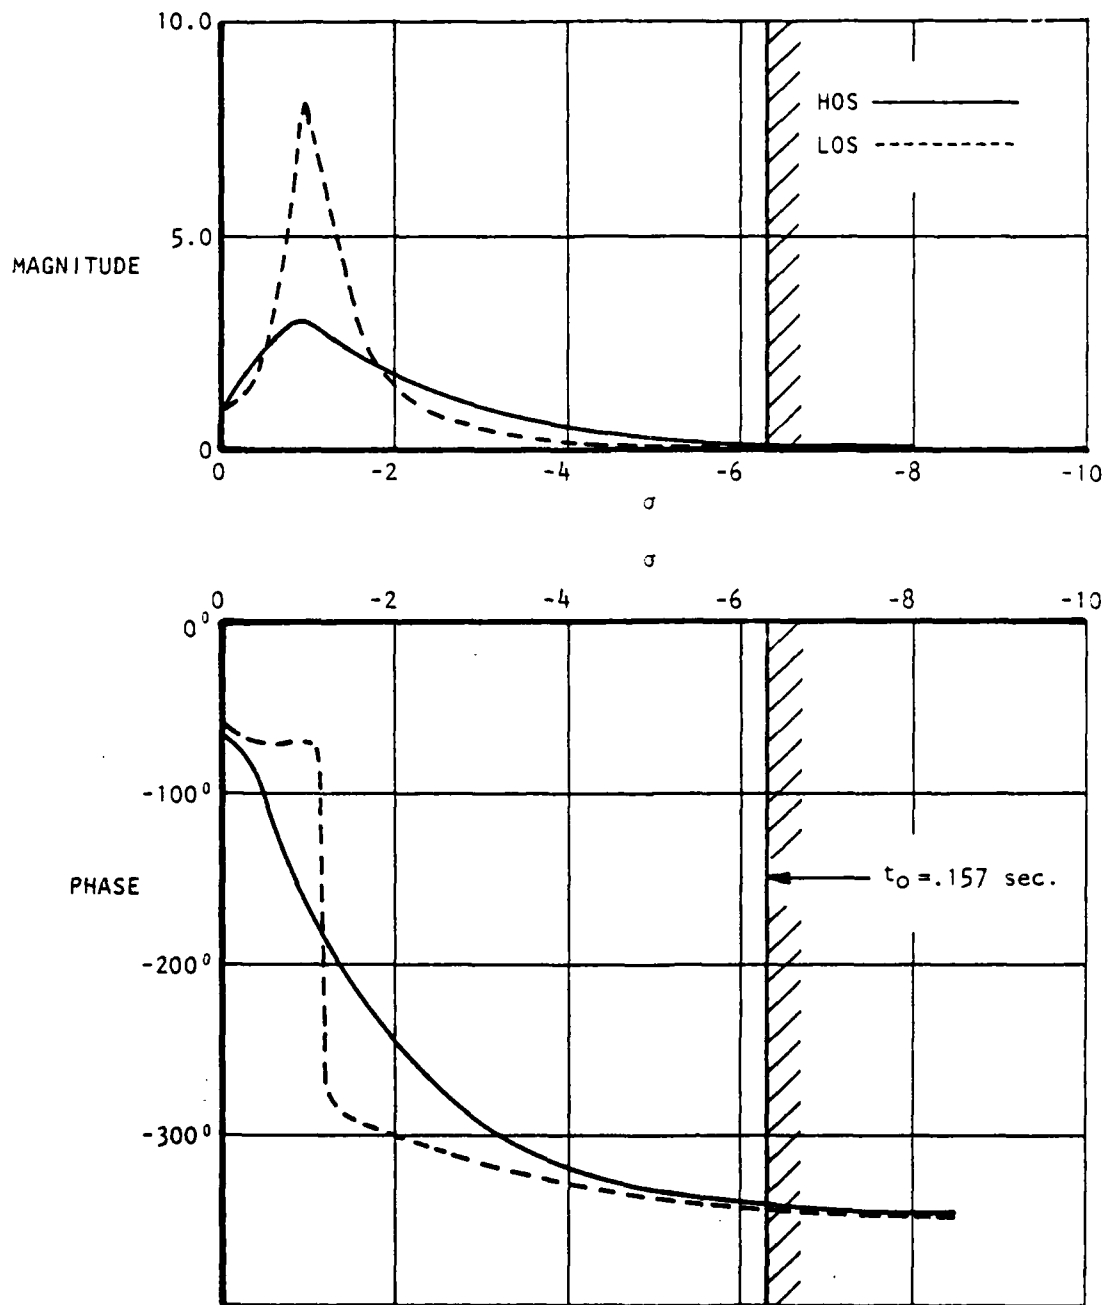 10.0
HOS
LOS
5.0
MAGNITUDE
0
0 -2 -4 -6 -8 -10
σ
σ
0 -2 -4 -6 -8 -10
0°
-100°
PHASE
t₀=.157 sec.
-200°
-300°